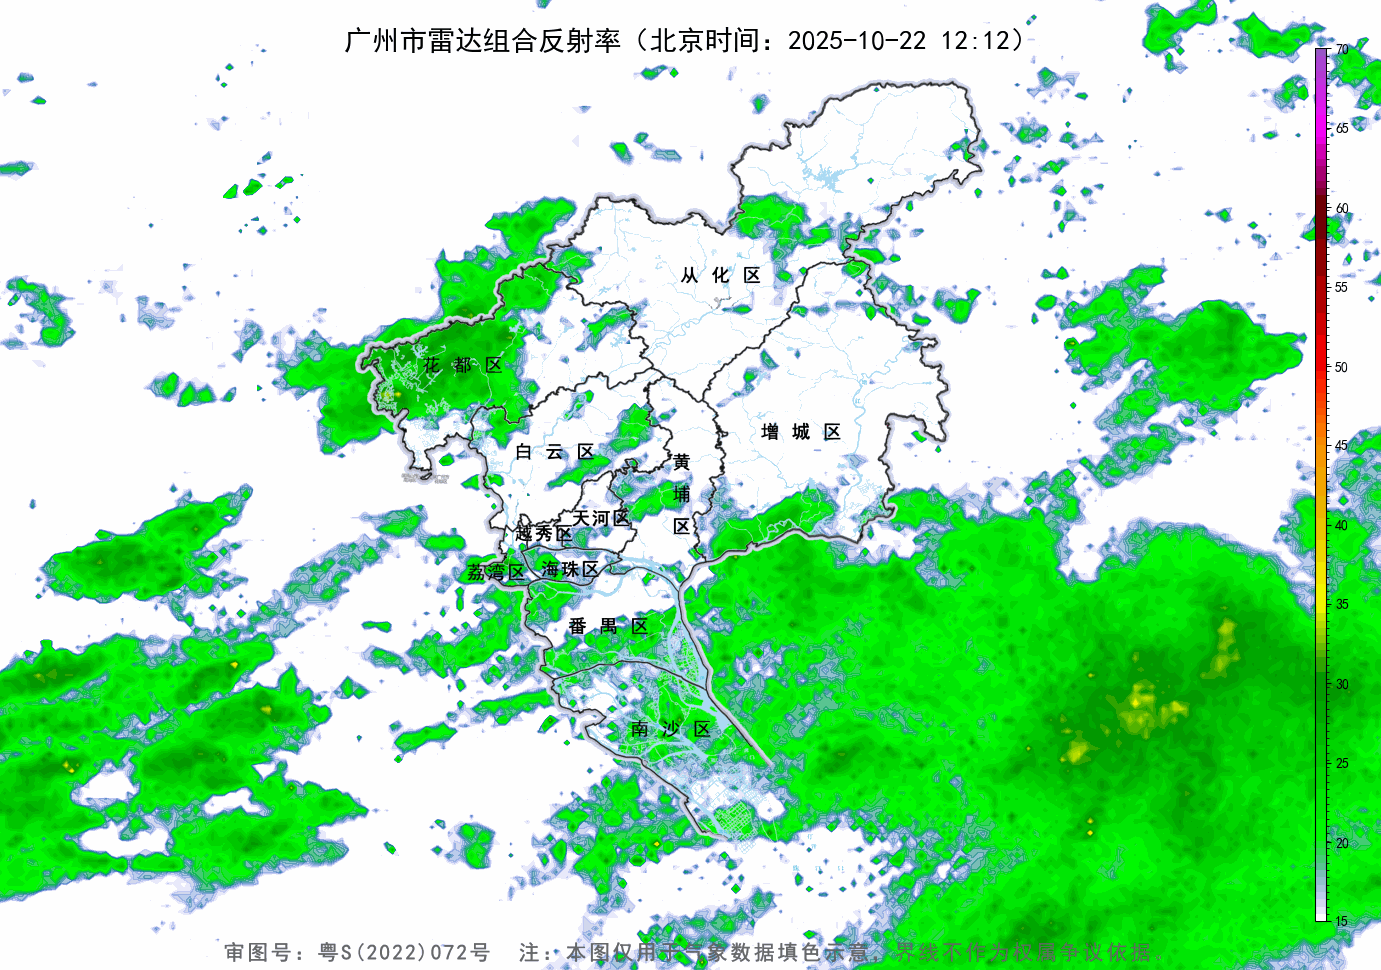 广州市雷达组合反射率（北京时间：2025-10-22 12:12）
70
65
60
55
50
45
40
35
30
25
20
15
从化区
花都区
增城区
白云区
黄埔区
天河区
越秀区
荔湾区
海珠区
番禺区
南沙区
审图号：粤S(2022)072号 注：本图仅用于气象数据填色示意，界线不作为权属争议依据。